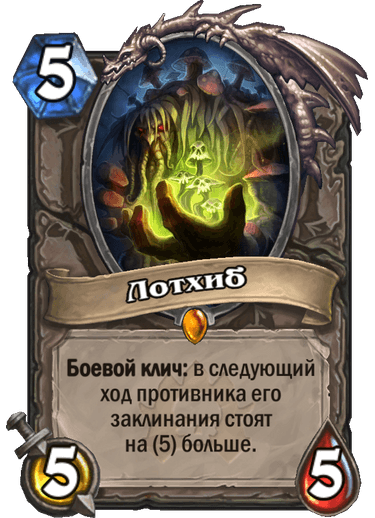 5
Лотхиб
Боевой клич: в следующий
ход противника его
заклинания стоят
на (5) больше.
5
5